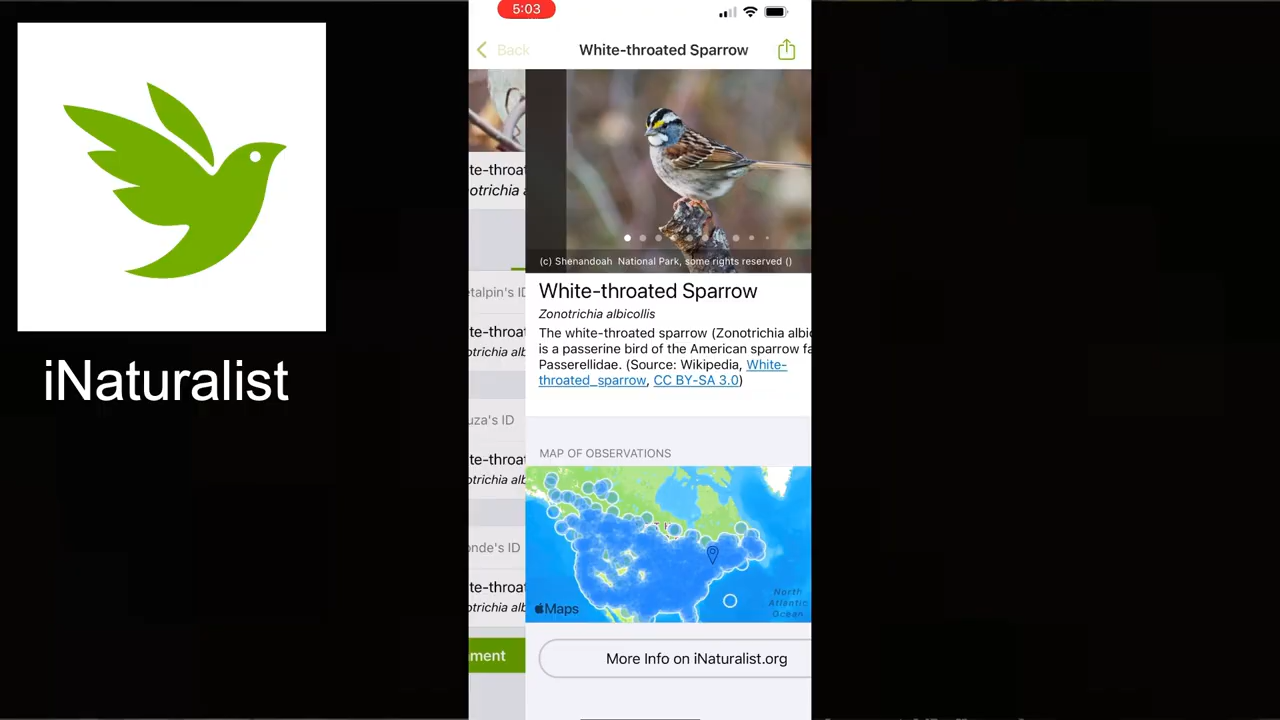 5:03
Back
White-throated Sparrow
te-throat
otrichia a
(c) Shenandoah National Park, some rights reserved ()
White-throated Sparrow
Zonotrichia albicollis
The white-throated sparrow (Zonotrichia albic
is a passerine bird of the American sparrow fa
Passerellidae. (Source: Wikipedia, White-
throated_sparrow, CC BY-SA 3.0)
etalpin's ID
te-throat
otrichia alb
uza's ID
te-throat
otrichia alb
onde's ID
te-throat
otrichia alb
ment
MAP OF OBSERVATIONS
North
Atlantic
Ocean
Maps
More Info on iNaturalist.org
iNaturalist